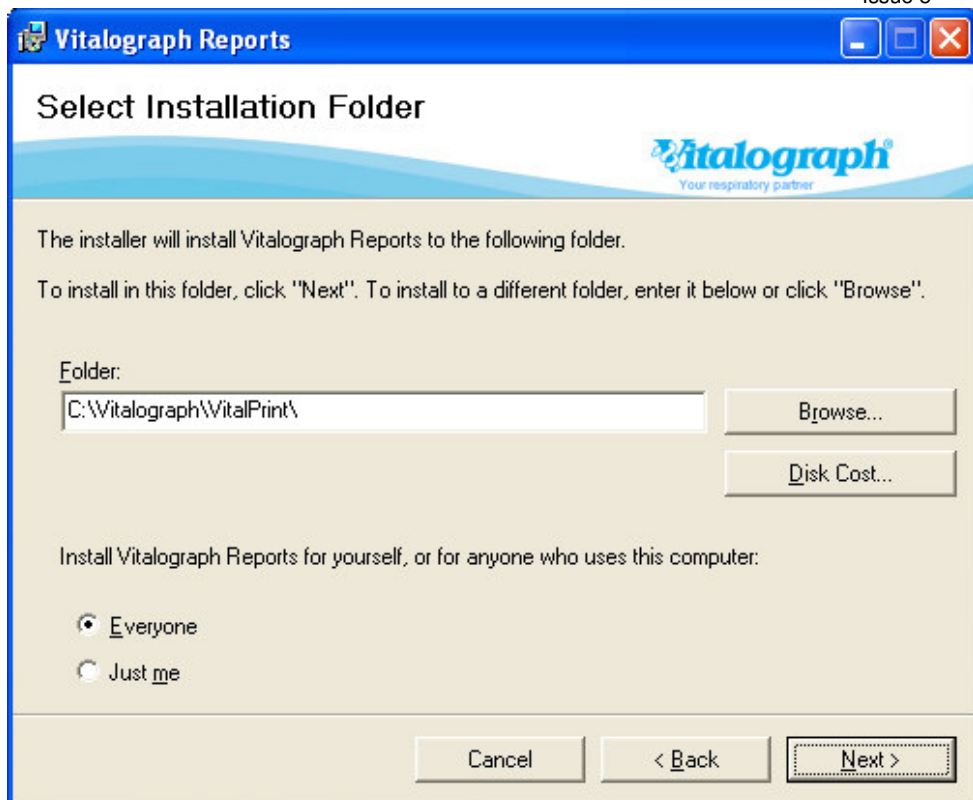 Vitalograph Reports
Select Installation Folder
Vitalograph®
Your respiratory partner
The installer will install Vitalograph Reports to the following folder.
To install in this folder, click "Next". To install to a different folder, enter it below or click "Browse".
Folder:
C:\Vitalograph\VitalPrint\
Browse...
Disk Cost...
Install Vitalograph Reports for yourself, or for anyone who uses this computer:
Everyone
Just me
Cancel
< Back
Next >